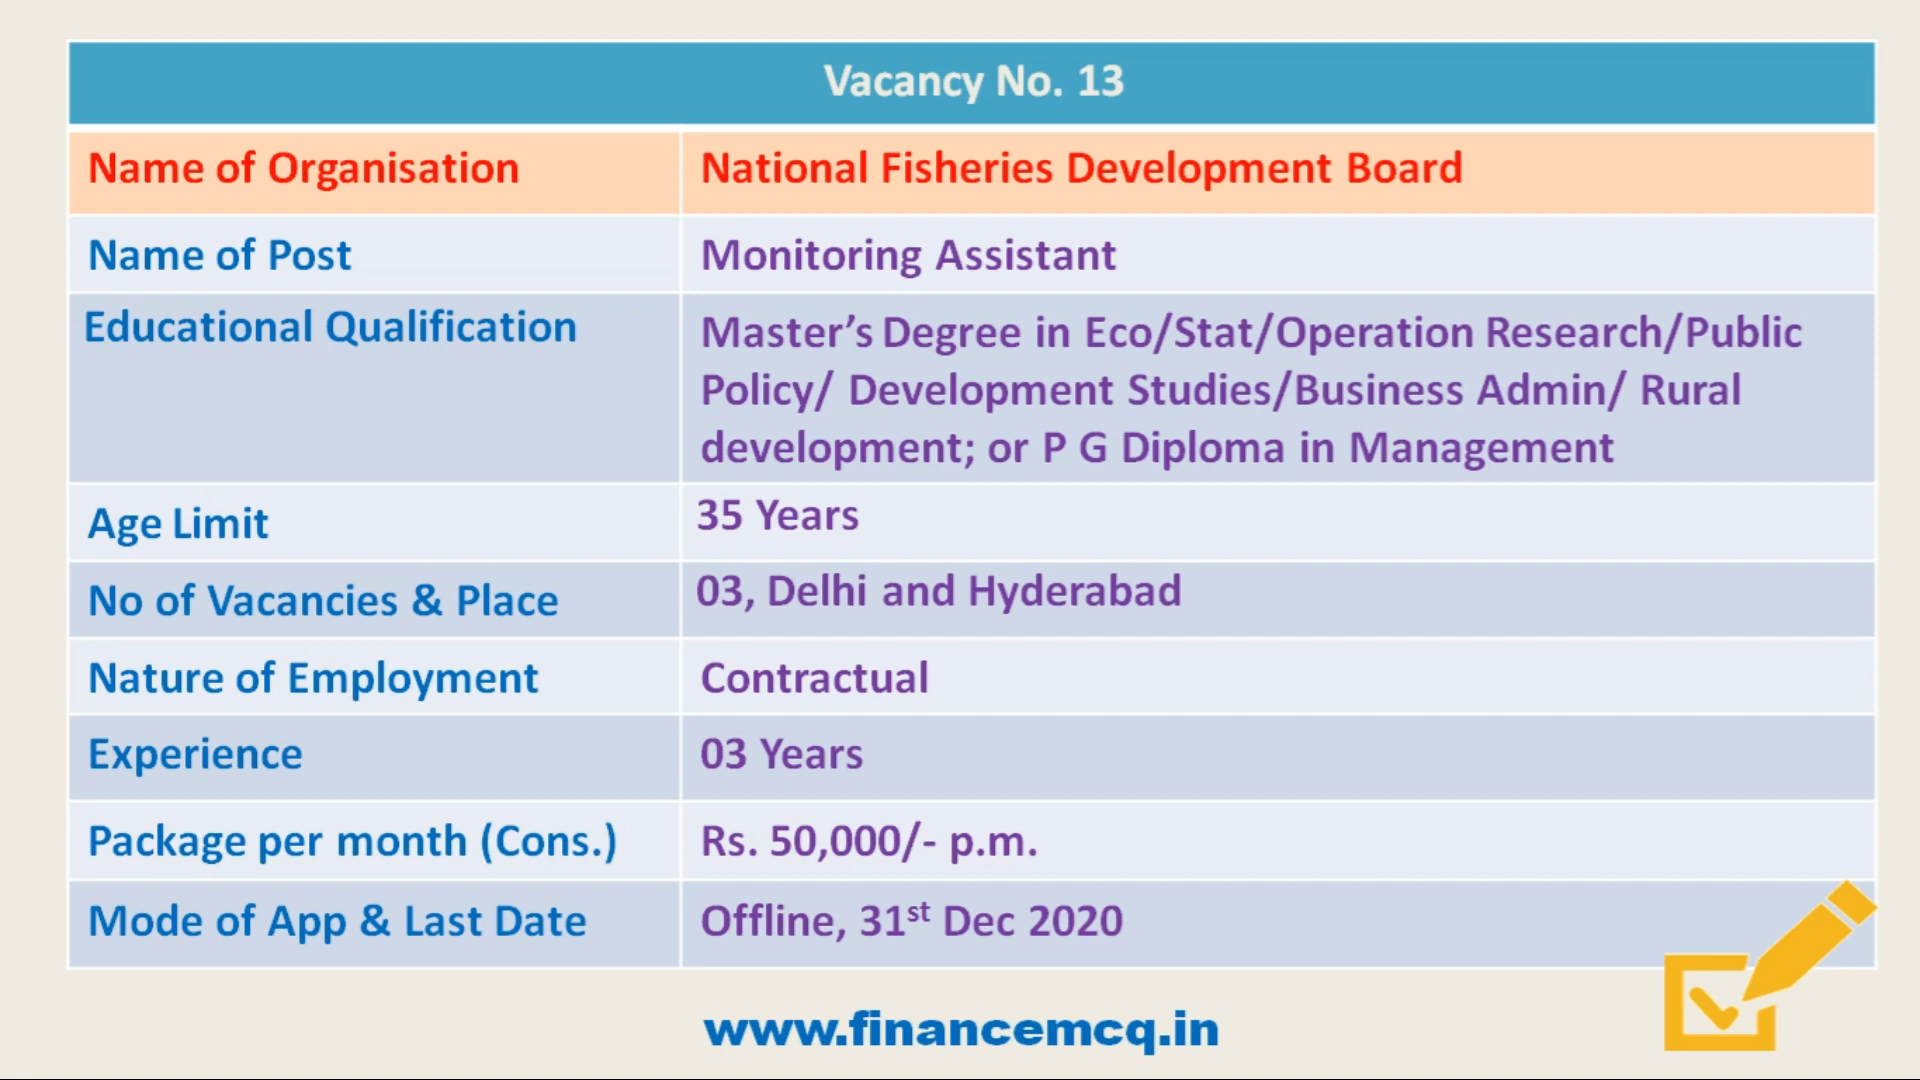 Vacancy No. 13
Name of Organisation
National Fisheries Development Board
Name of Post
Monitoring Assistant
Educational Qualification
Master’s Degree in Eco/Stat/Operation Research/Public
Policy/ Development Studies/Business Admin/ Rural
development; or P G Diploma in Management
Age Limit
35 Years
No of Vacancies & Place
03, Delhi and Hyderabad
Nature of Employment
Contractual
Experience
03 Years
Package per month (Cons.)
Rs. 50,000/- p.m.
Mode of App & Last Date
Offline, 31st Dec 2020
www.financemcq.in